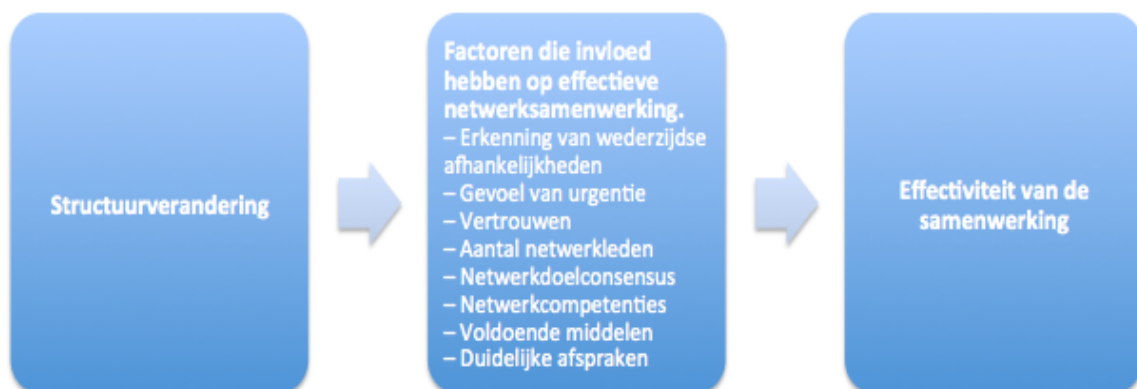 Structuurverandering
Factoren die invloed
hebben op effectieve
netwerksamenwerking.
– Erkenning van wederzijdse
afhankelijkheden
– Gevoel van urgentie
– Vertrouwen
– Aantal netwerkleden
– Netwerkdoelconsensus
– Netwerkcompetenties
– Voldoende middelen
– Duidelijke afspraken
Effectiviteit van de
samenwerking